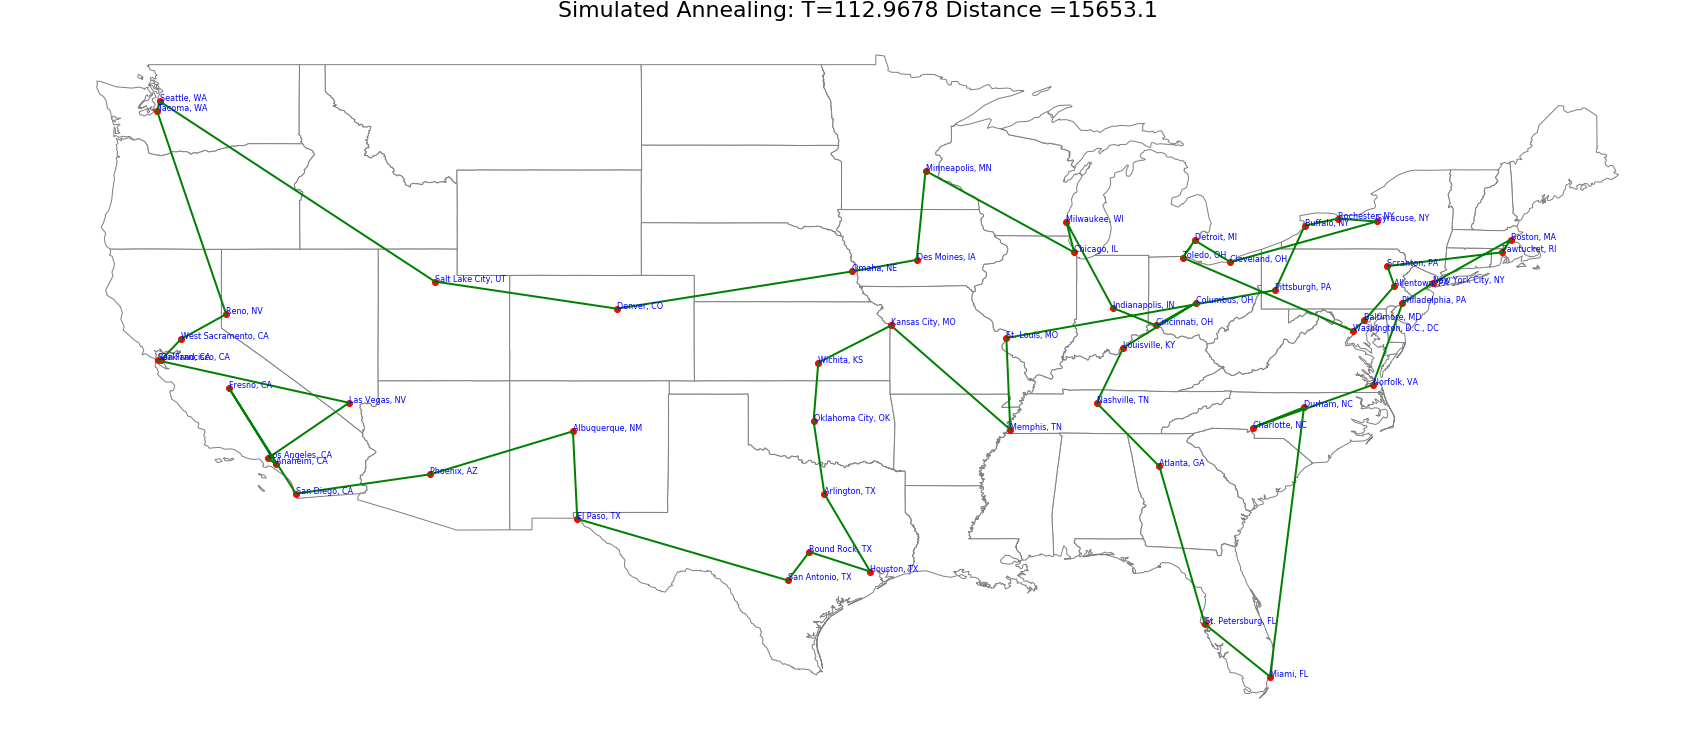 Simulated Annealing: T=112.9678 Distance =15653.1
Seattle, WA
Tacoma, WA
Minneapolis, MN
Milwaukee, WI
Rochester, NY
Syracuse, NY
Buffalo, NY
Detroit, MI
Boston, MA
Pawtucket, RI
Chicago, IL
Toledo, OH
Cleveland, OH
Des Moines, IA
Omaha, NE
Scranton, PA
Salt Lake City, UT
Allentown, PA
New York City, NY
Pittsburgh, PA
Denver, CO
Indianapolis, IN
Columbus, OH
Philadelphia, PA
Reno, NV
Kansas City, MO
Cincinnati, OH
Baltimore, MD
Washington, D.C., DC
West Sacramento, CA
St. Louis, MO
Louisville, KY
San Francisco, CA
Wichita, KS
Fresno, CA
Norfolk, VA
Las Vegas, NV
Nashville, TN
Durham, NC
Oklahoma City, OK
Charlotte, NC
Albuquerque, NM
Memphis, TN
Los Angeles, CA
Anaheim, CA
Phoenix, AZ
Atlanta, GA
San Diego, CA
Arlington, TX
El Paso, TX
Round Rock, TX
San Antonio, TX
Houston, TX
St. Petersburg, FL
Miami, FL